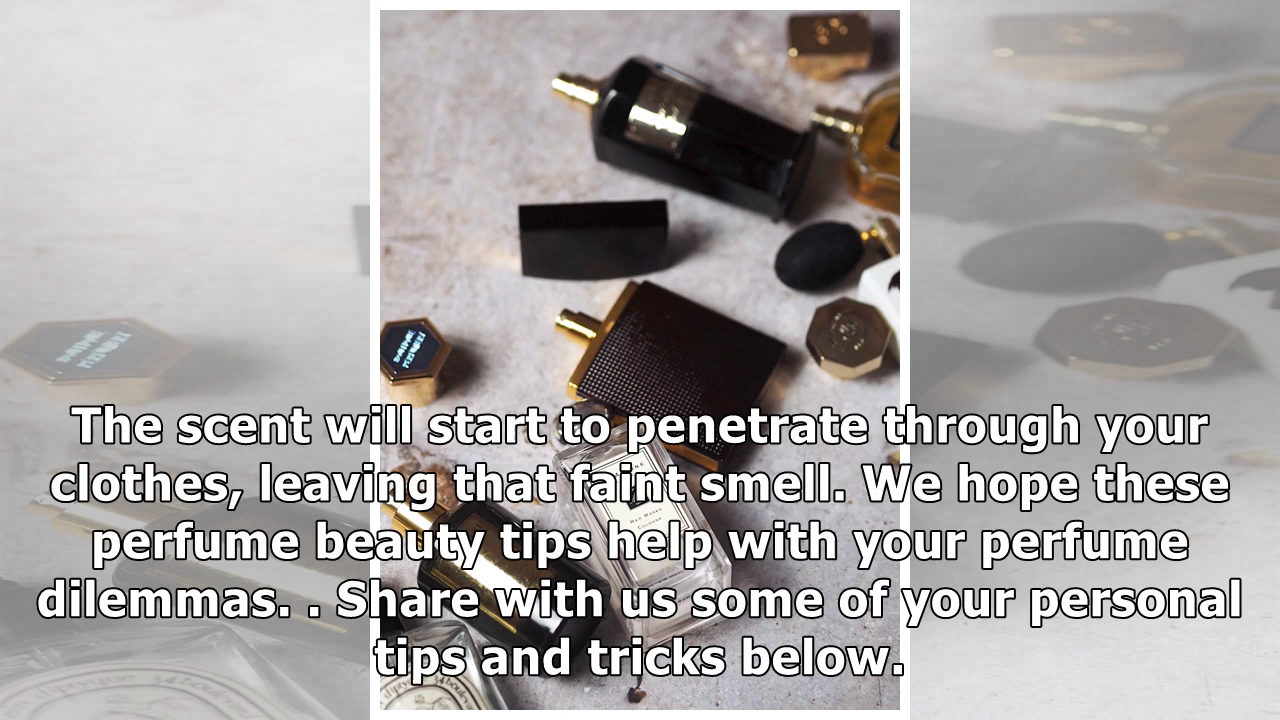 The scent will start to penetrate through your
clothes, leaving that faint smell. We hope these
perfume beauty tips help with your perfume
dilemmas. . Share with us some of your personal
tips and tricks below.